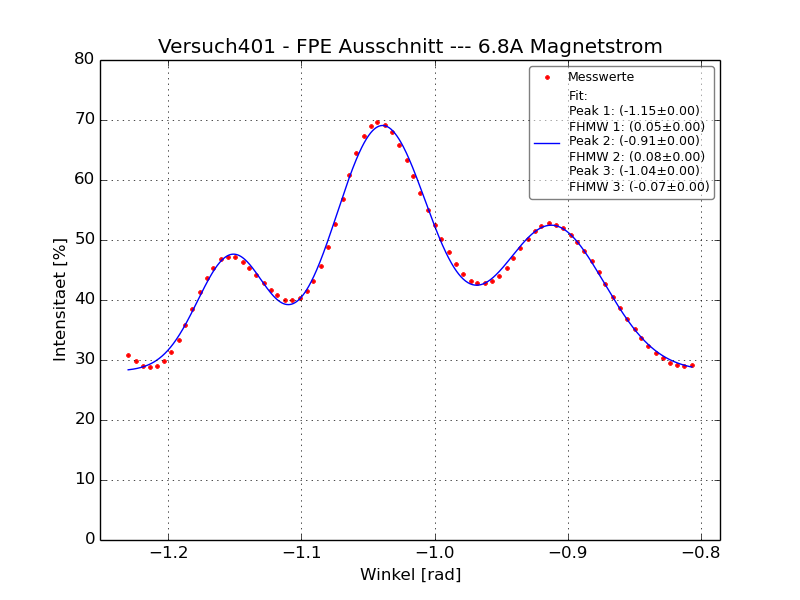 Versuch401 - FPE Ausschnitt --- 6.8A Magnetstrom
80
70
60
50
40
30
20
10
0
Intensitaet [%]
Messwerte
Fit:
Peak 1: (-1.15±0.00)
FHMW 1: (0.05±0.00)
Peak 2: (-0.91±0.00)
FHMW 2: (0.08±0.00)
Peak 3: (-1.04±0.00)
FHMW 3: (-0.07±0.00)
−1.2 −1.1 −1.0 −0.9 −0.8
Winkel [rad]